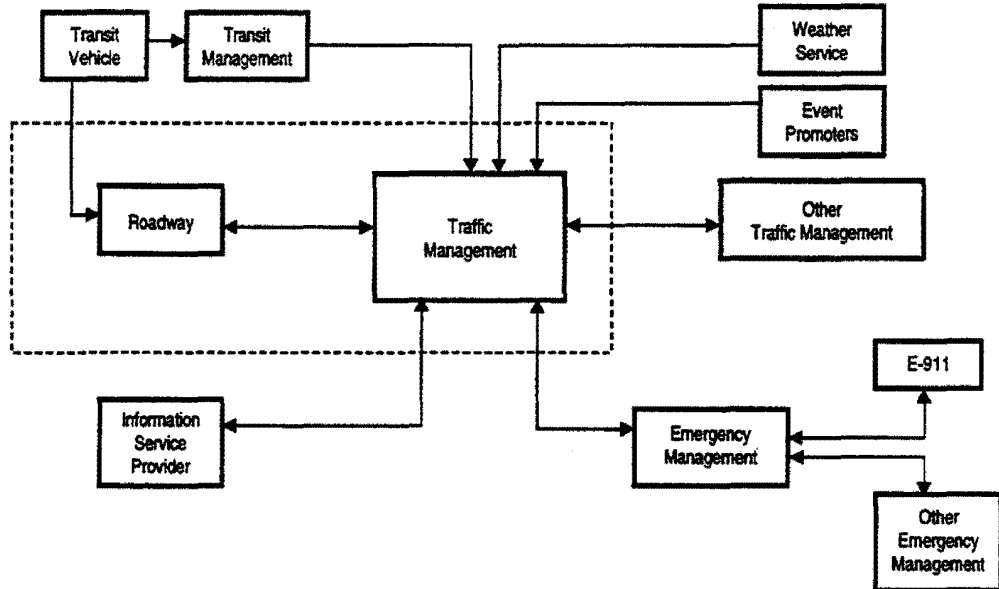 Transit
Vehicle
Transit
Management
Weather
Service
Event
Promoters
Roadway
Traffic
Management
Other
Traffic Management
E-911
Information
Service
Provider
Emergency
Management
Other
Emergency
Management